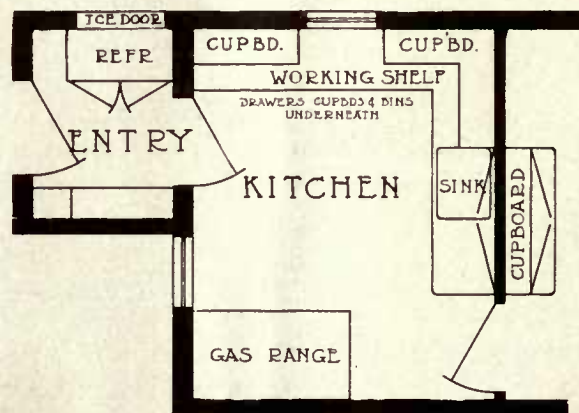 ICE DOOR
REFR
CUPBD.
CUP'BD.
WORKING SHELF
DRAWERS CUPBDS & BINS
UNDERNEATH
ENTRY
KITCHEN
SINK
CUPBOARD
GAS RANGE